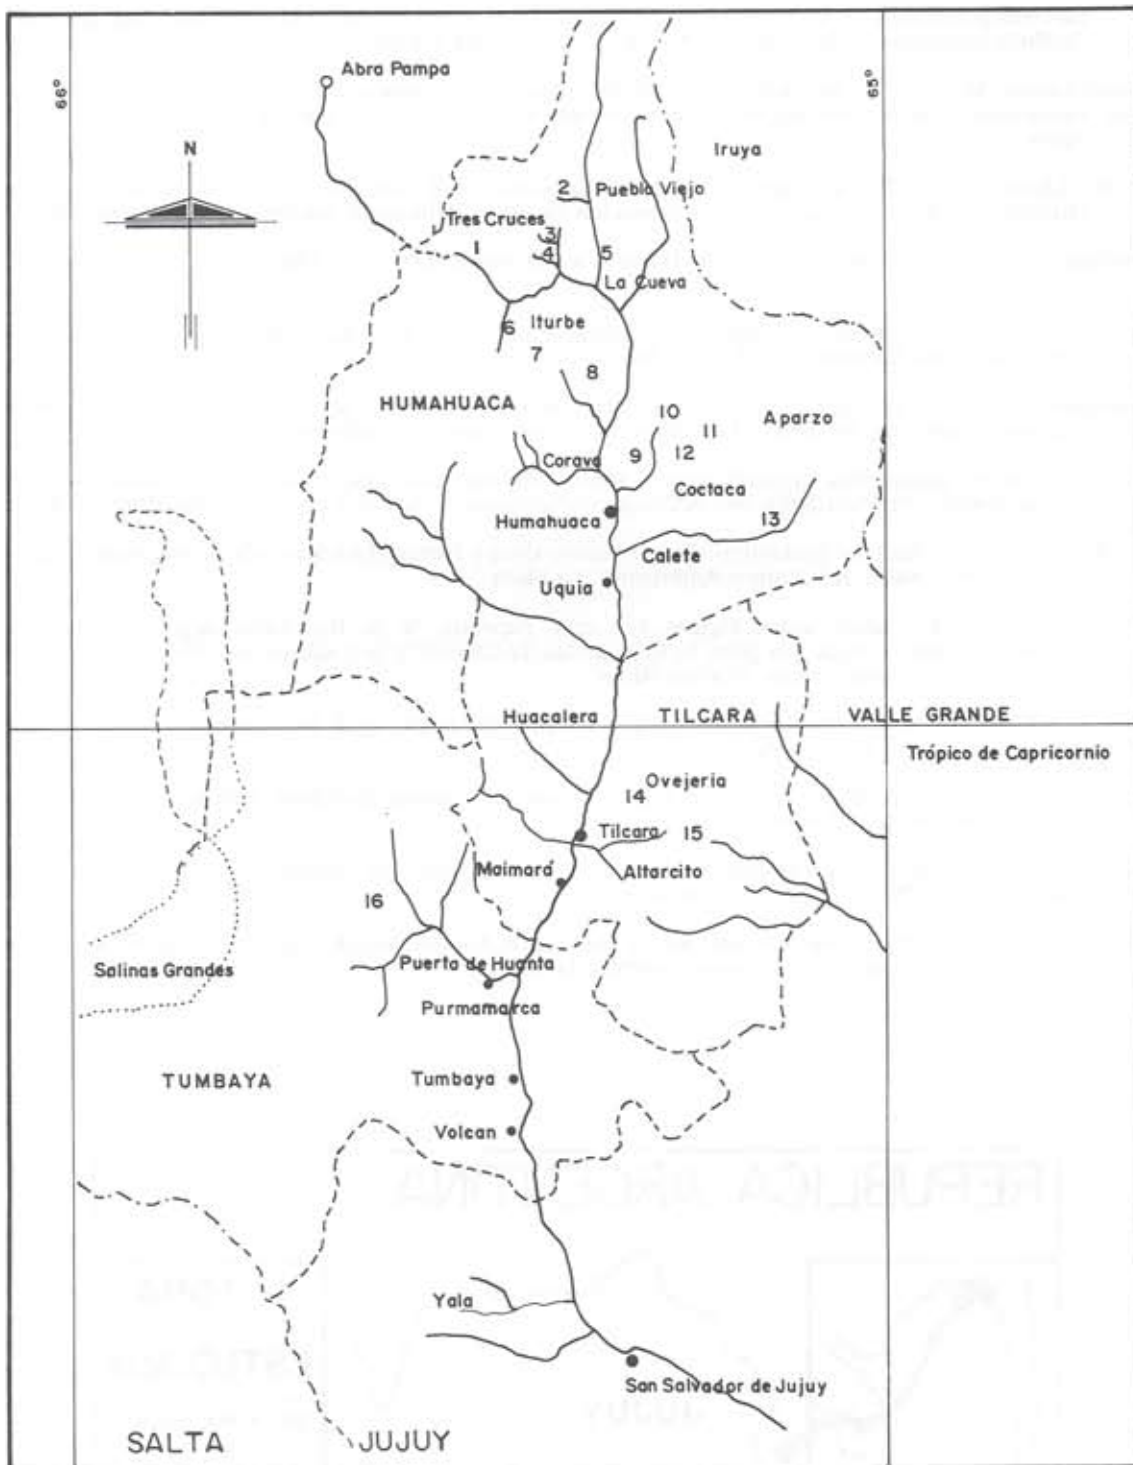 Abra Pampa
66°
65°
N
Iruya
2
Pueblo Viejo
Tres Cruces
3
1
4
5
La Cueva
6
Iturbe
7
8
HUMAHUACA
10
Aparzo
11
9
12
Coraya
Coctaca
Humahuaca
13
Calete
Uquia
Huacalera
TILCARA
VALLE GRANDE
Trópico de Capricornio
Ovejeria
14
Tilcara
15
Maimará
Altarcito
16
Salinas Grandes
Puerta de Huanta
Purmamarca
TUMBAYA
Tumbaya
Volcan
REPUBLICA
Yala
San Salvador de Jujuy
SALTA
JUJUY